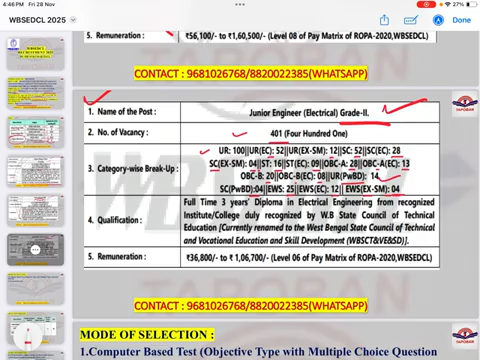 4:46 PM Fri 28 Nov
27%
WBSEDCL 2025
Done
5. Remuneration : ₹56,100/- to ₹1,60,500/- (Level 08 of Pay Matrix of ROPA-2020,WBSEDCL)
CONTACT : 9681026768/8820022385(WHATSAPP)
1. Name of the Post : Junior Engineer (Electrical) Grade-II.
2. No. of Vacancy : 401 (Four Hundred One)
3. Category-wise Break-Up : UR: 100||UR(EC): 52||UR(EX-SM): 12||SC: 52||SC(EC): 28
SC(EX-SM): 04||ST: 16||ST(EC): 09||OBC-A: 28||OBC-A(EC): 13
OBC-B: 20||OBC-B(EC): 08||UR(PwBD): 14
SC(PwBD):04||EWS: 25||EWS(EC): 12||EWS(EX-SM): 04
4. Qualification : Full Time 3 years' Diploma in Electrical Engineering from recognized
Institute/College duly recognized by W.B State Council of Technical
Education [Currently renamed to the West Bengal State Council of Technical
and Vocational Education and Skill Development (WBSCT&VE&SD)].
5. Remuneration : ₹36,800/- to ₹ 1,06,700/- (Level 06 of Pay Matrix of ROPA-2020,WBSEDCL)
CONTACT : 9681026768/8820022385(WHATSAPP)
MODE OF SELECTION :
1.Computer Based Test (Objective Type with Multiple Choice Question
TAPOBAN
TAPOBAN
TAPOBAN